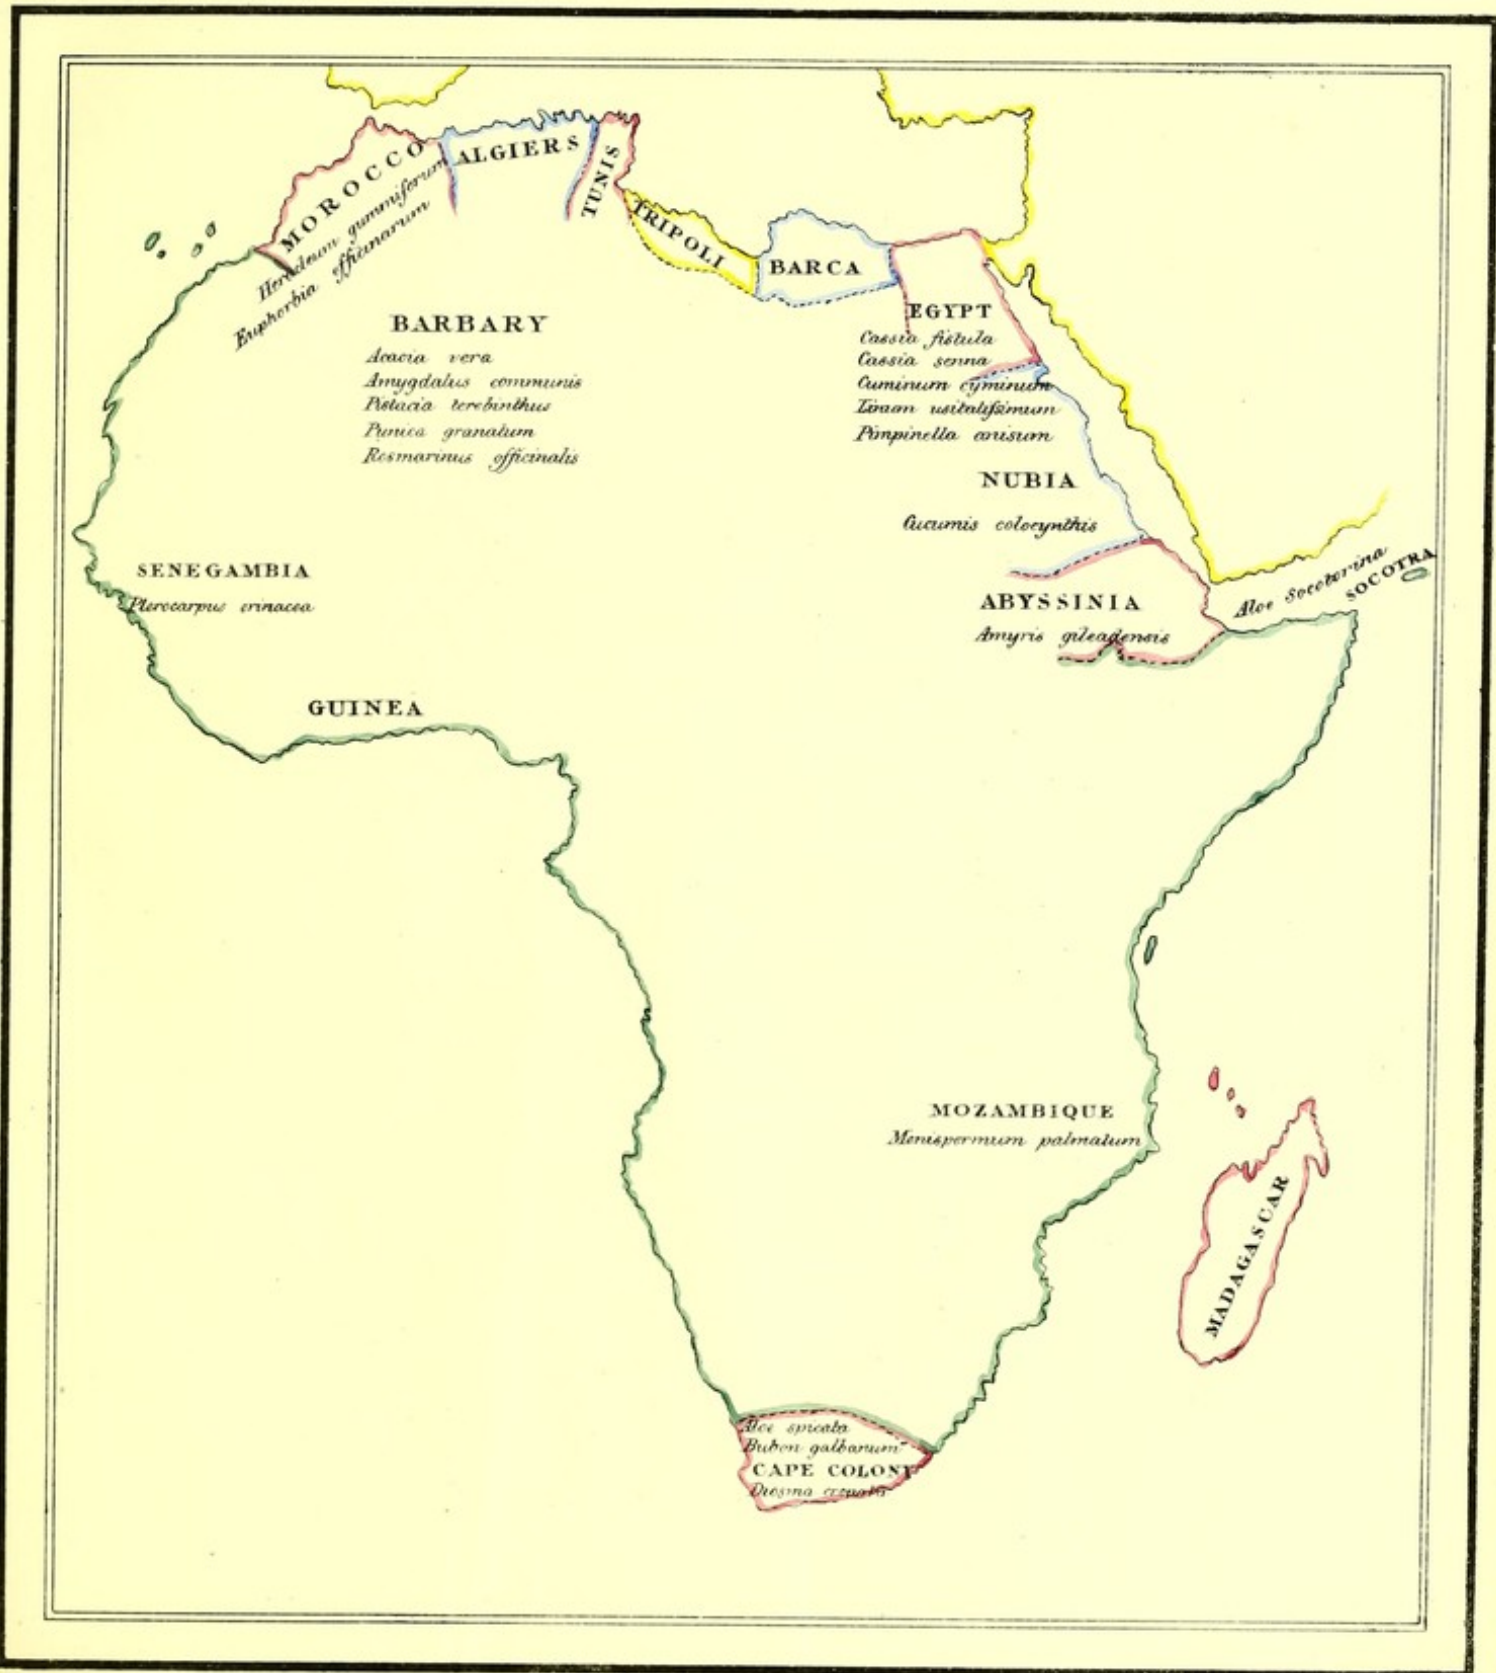 MOROCCO
Heracleum gummiferum
Euphorbia officinarum
ALGIERS
TUNIS
TRIPOLI
BARCA
EGYPT
Cassia fistula
Cassia senna
Cuminum cyminum
Linum usitatissimum
Pimpinella anisum
BARBARY
Acacia vera
Amygdalus communis
Pistacia terebinthus
Punica granatum
Rosmarinus officinalis
NUBIA
Cucumis colocynthis
SENEGAMBIA
Pterocarpus erinacea
ABYSSINIA
Amyris gileadensis
Aloe Socotorina
SOCOTRA
GUINEA
MOZAMBIQUE
Menispermum palmatum
MADAGASCAR
Aloe spicata
Bubon galbanum
CAPE COLONY
Diosma crenata